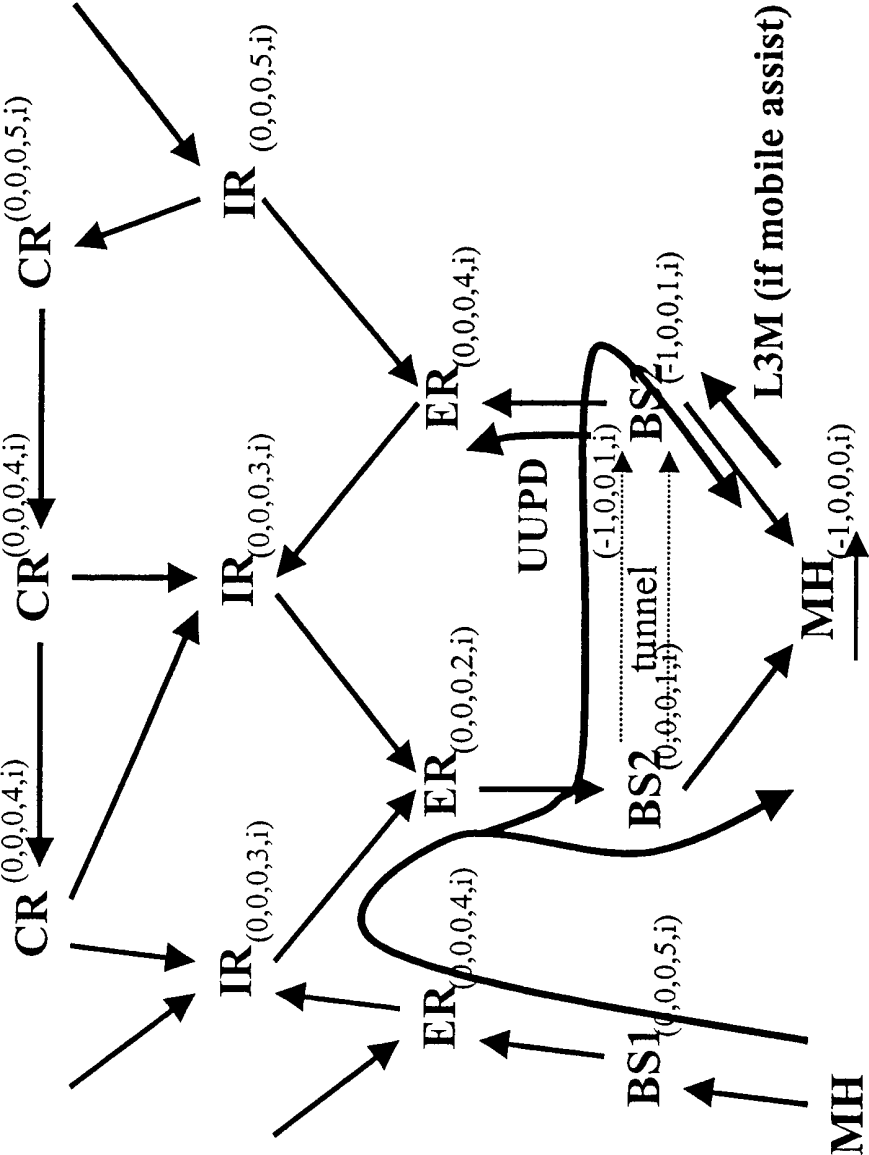 CR(0,0,0,4,i)
CR(0,0,0,4,i)
CR(0,0,0,5,i)
IR(0,0,0,3,i)
IR(0,0,0,3,i)
IR(0,0,0,5,i)
ER(0,0,0,4,i)
ER(0,0,0,2,i)
ER(0,0,0,4,i)
UUPD
(-1,0,0,1,i)
BS1(0,0,0,5,i)
BS2(0,0,0,1,i)
tunnel
BS2(-1,0,0,1,i)
L3M (if mobile assist)
MH
MH(-1,0,0,0,i)